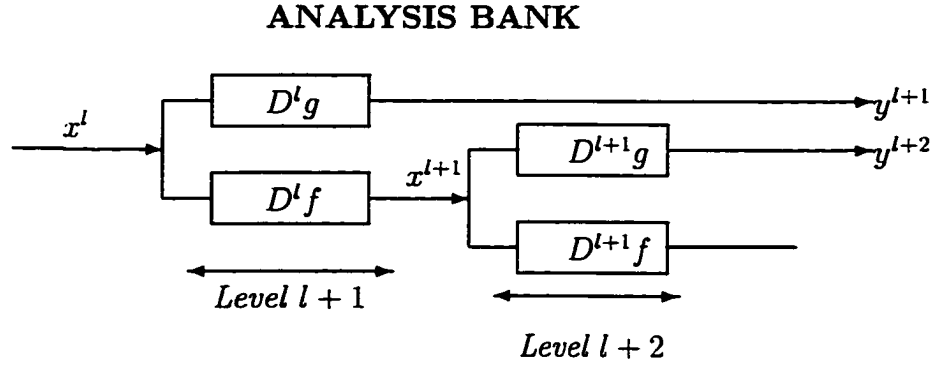 ANALYSIS BANK
D^l g
y^{l+1}
x^l
D^{l+1} g
y^{l+2}
D^l f
x^{l+1}
D^{l+1} f
Level l + 1
Level l + 2